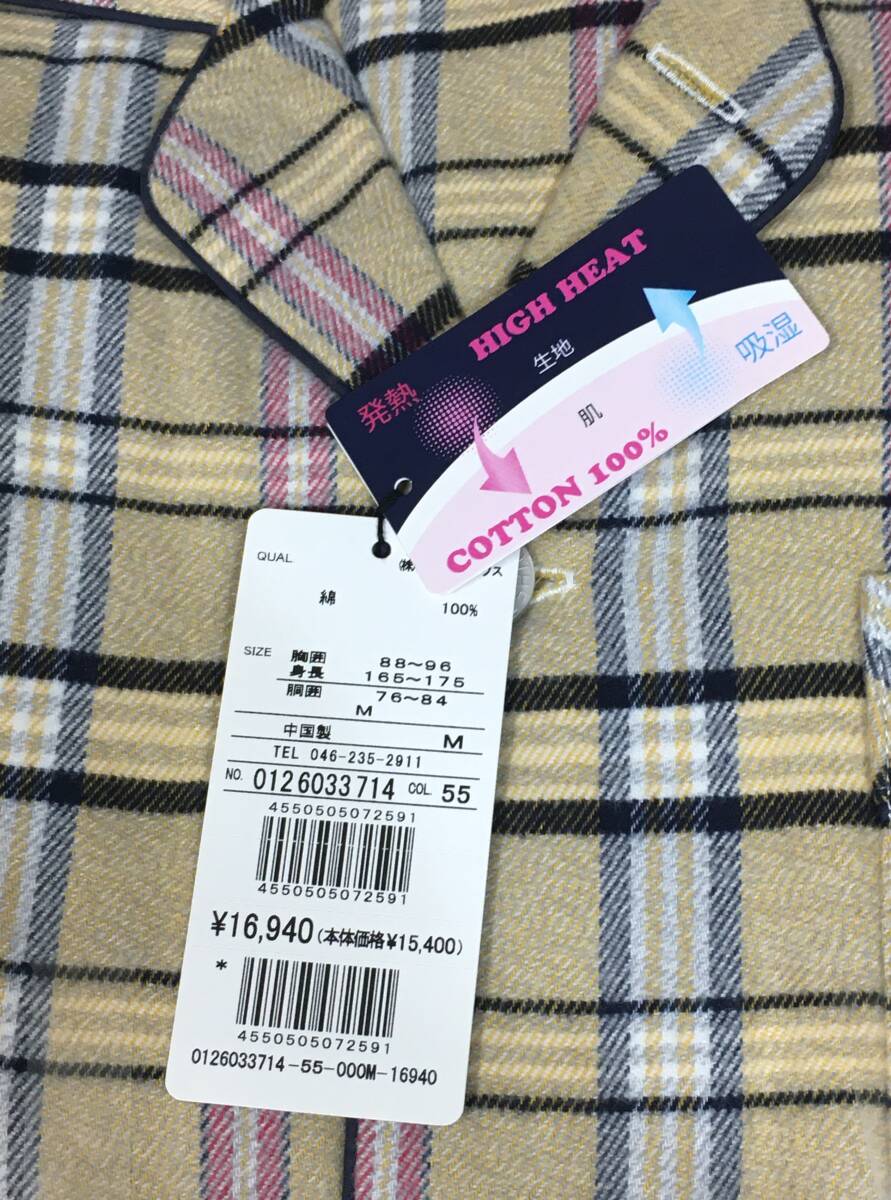 HIGH HEAT
生地
発熱
吸湿
肌
COTTON 100%
QUAL
綿 100%
SIZE 胸囲 88～96
身長 165～175
胴囲 76～84
M
中国製 M
TEL 046-235-2911
NO. 0126033714 COL. 55
4550505072591
4550505072591
¥16,940(本体価格¥15,400)
*
4550505072591
0126033714-55-000M-16940